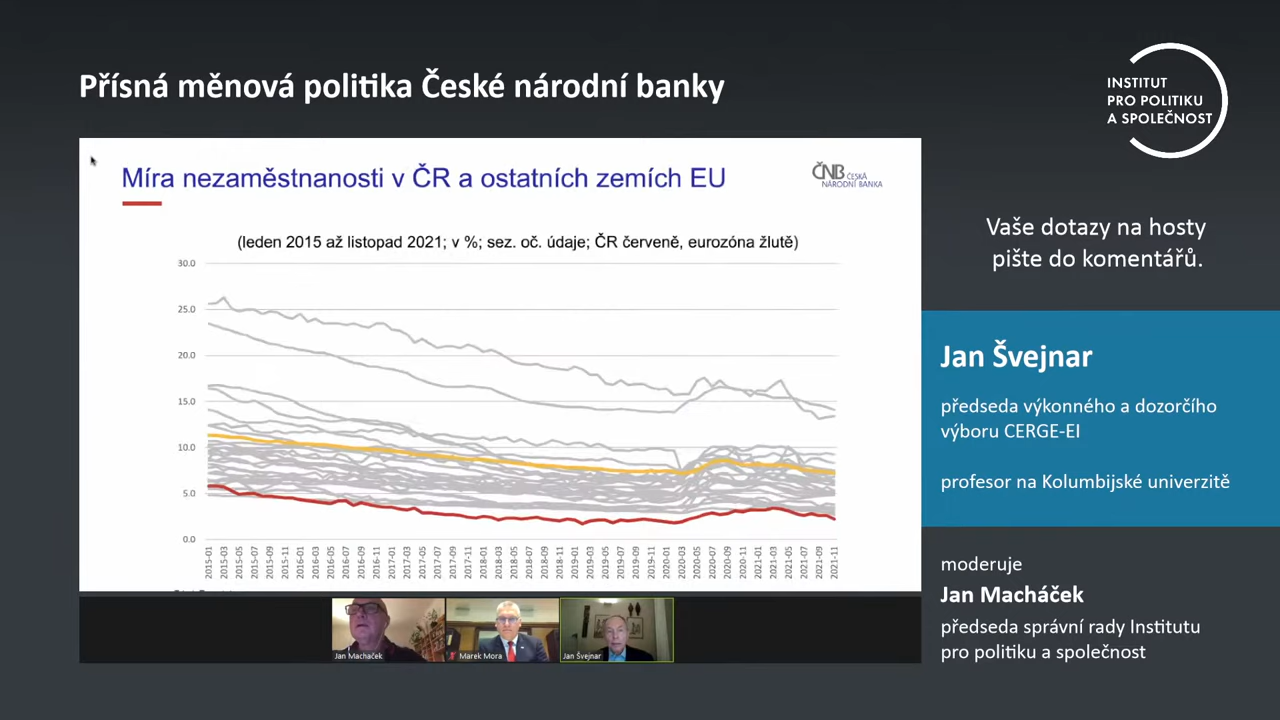 Přísná měnová politika České národní banky
INSTITUT
PRO POLITIKU
A SPOLEČNOST
Míra nezaměstnanosti v ČR a ostatních zemích EU
ČNB ČESKÁ
NÁRODNÍ BANKA
(leden 2015 až listopad 2021; v %; sez. oč. údaje; ČR červeně, eurozóna žlutě)
30.0
25.0
20.0
15.0
10.0
5.0
0.0
2015-01
2015-03
2015-05
2015-07
2015-09
2015-11
2016-01
2016-03
2016-05
2016-07
2016-09
2016-11
2017-01
2017-03
2017-05
2017-07
2017-09
2017-11
2018-01
2018-03
2018-05
2018-07
2018-09
2018-11
2019-01
2019-03
2019-05
2019-07
2019-09
2019-11
2020-01
2020-03
2020-05
2020-07
2020-09
2020-11
2021-01
2021-03
2021-05
2021-07
2021-09
2021-11
Jan Macháček
Marek Mora
Jan Švejnar
Vaše dotazy na hosty
pište do komentářů.
Jan Švejnar
předseda výkonného a dozorčího
výboru CERGE-EI
profesor na Kolumbijské univerzitě
moderuje
Jan Macháček
předseda správní rady Institutu
pro politiku a společnost